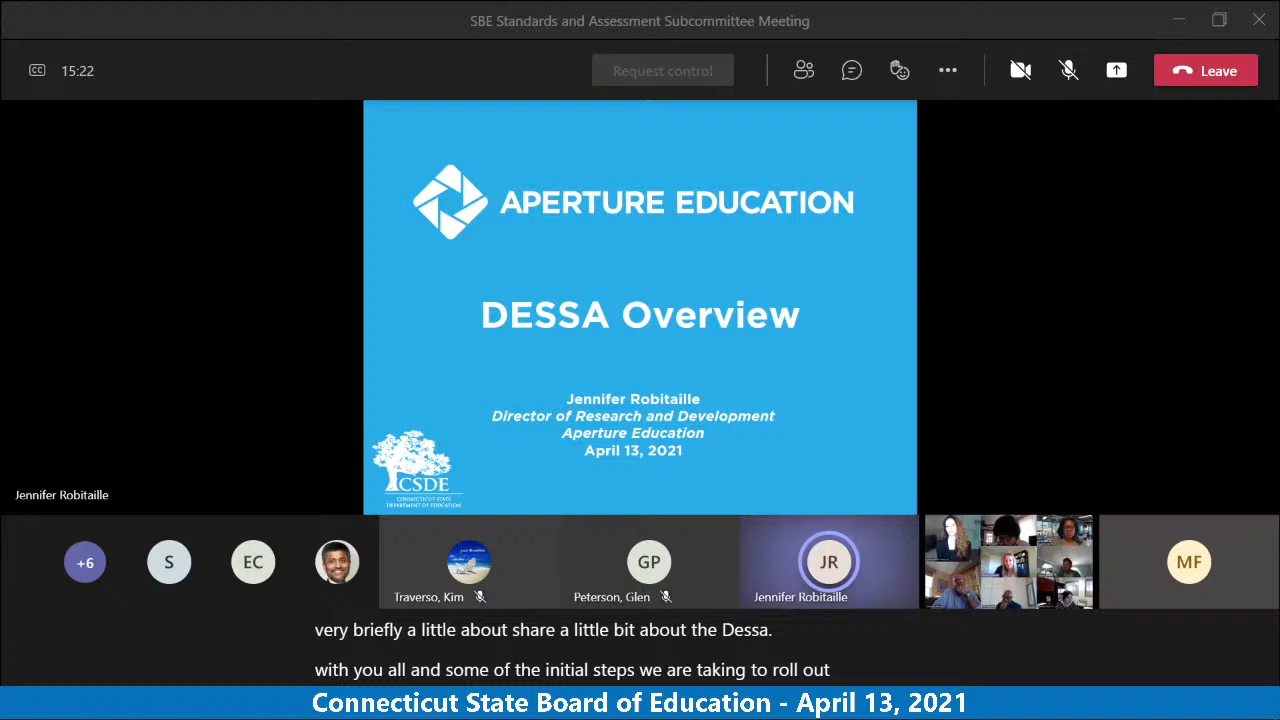 SBE Standards and Assessment Subcommittee Meeting
CC
15:22
Request control
Leave
APERTURE EDUCATION
DESSA Overview
Jennifer Robitaille
Director of Research and Development
Aperture Education
April 13, 2021
CSDE
CONNECTICUT STATE
DEPARTMENT OF EDUCATION
Jennifer Robitaille
+6
S
EC
GP
JR
MF
Traverso, Kim
Peterson, Glen
Jennifer Robitaille
very briefly a little about share a little bit about the Dessa.
with you all and some of the initial steps we are taking to roll out
Connecticut State Board of Education - April 13, 2021